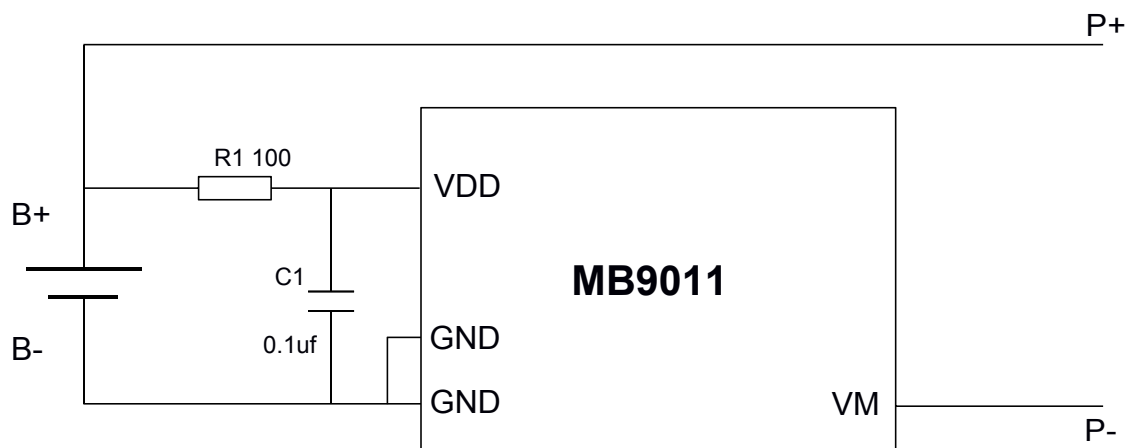 P+
R1 100
VDD
B+
MB9011
C1
GND
B-
0.1uf
GND
VM
P-